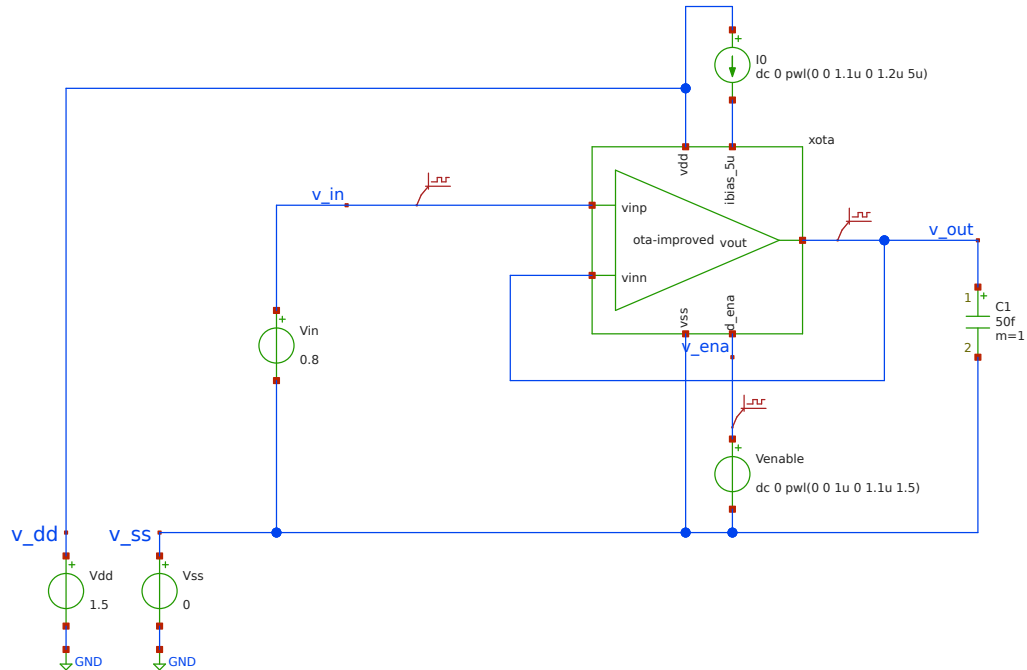 I0
dc 0 pwl(0 0 1.1u 0 1.2u 5u)
xota
vdd
ibias_5u
v_in
vinp
ota-improved
vout
v_out
vinn
1
C1
50f
m=1
2
vss
d_ena
v_ena
Vin
0.8
Venable
dc 0 pwl(0 0 1u 0 1.1u 1.5)
v_dd
v_ss
Vdd
1.5
Vss
0
GND
GND